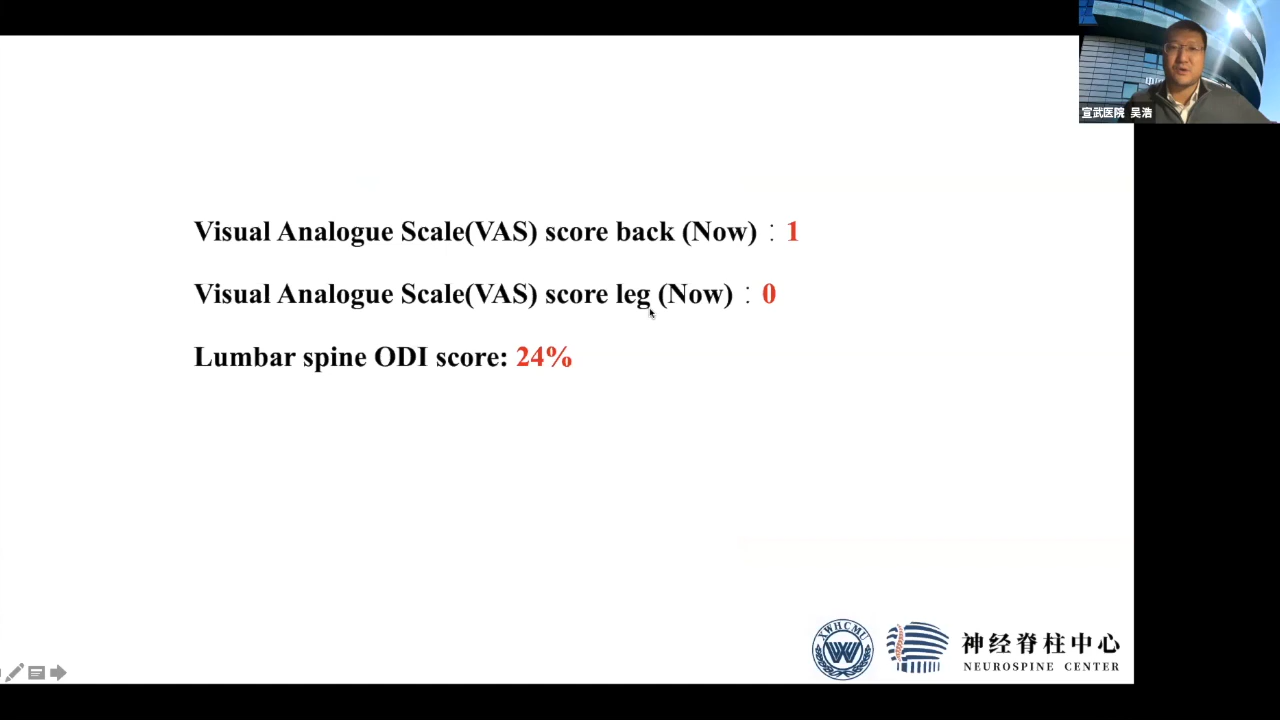 宣武医院 吴浩
Visual Analogue Scale(VAS) score back (Now)：1
Visual Analogue Scale(VAS) score leg (Now)：0
Lumbar spine ODI score: 24%
XWHCMU
神经脊柱中心
NEUROSPINE CENTER